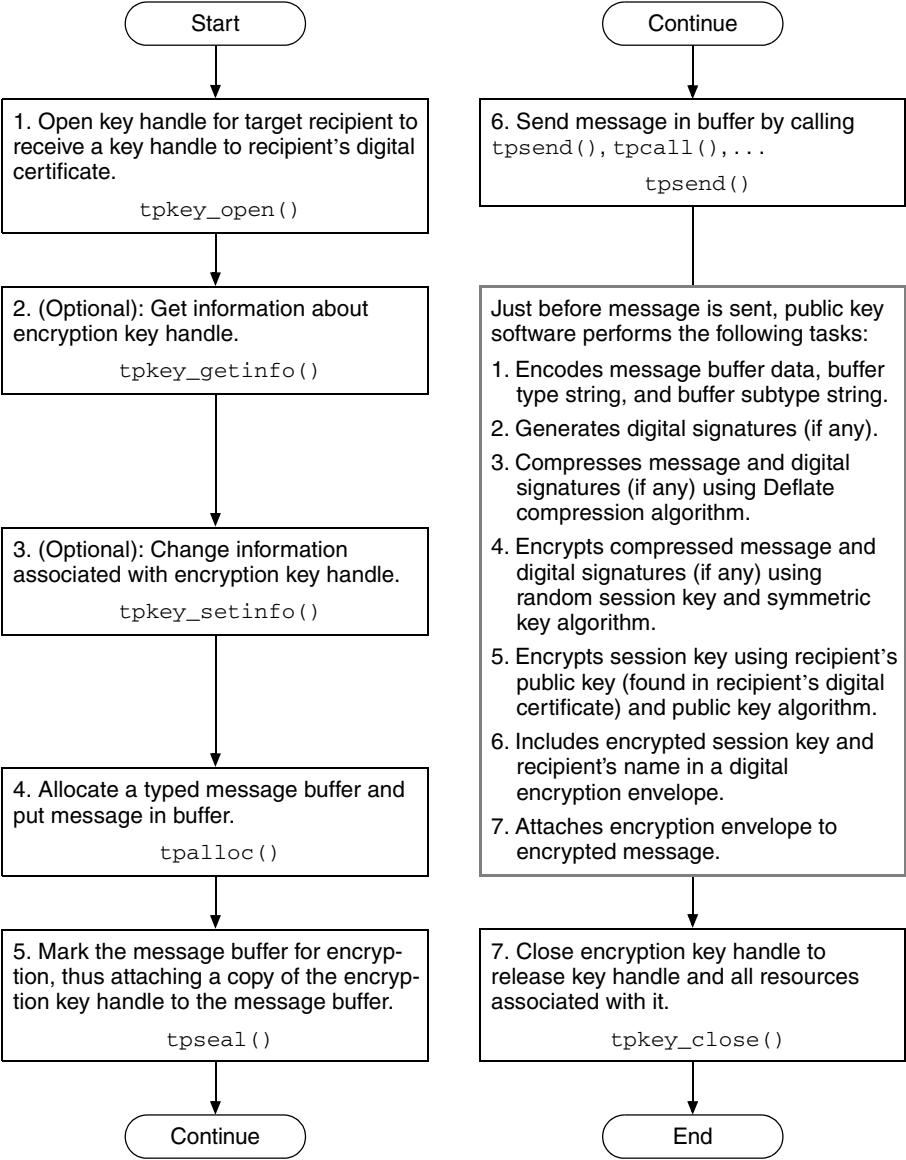 Start
1. Open key handle for target recipient to
receive a key handle to recipient's digital
certificate.
tpkey_open()
2. (Optional): Get information about
encryption key handle.
tpkey_getinfo()
3. (Optional): Change information
associated with encryption key handle.
tpkey_setinfo()
4. Allocate a typed message buffer and
put message in buffer.
tpalloc()
5. Mark the message buffer for encryp-
tion, thus attaching a copy of the encryp-
tion key handle to the message buffer.
tpseal()
Continue
Continue
6. Send message in buffer by calling
tpsend(), tpcall(),...
tpsend()
Just before message is sent, public key
software performs the following tasks:
1. Encodes message buffer data, buffer
type string, and buffer subtype string.
2. Generates digital signatures (if any).
3. Compresses message and digital
signatures (if any) using Deflate
compression algorithm.
4. Encrypts compressed message and
digital signatures (if any) using
random session key and symmetric
key algorithm.
5. Encrypts session key using recipient's
public key (found in recipient's digital
certificate) and public key algorithm.
6. Includes encrypted session key and
recipient's name in a digital
encryption envelope.
7. Attaches encryption envelope to
encrypted message.
7. Close encryption key handle to
release key handle and all resources
associated with it.
tpkey_close()
End